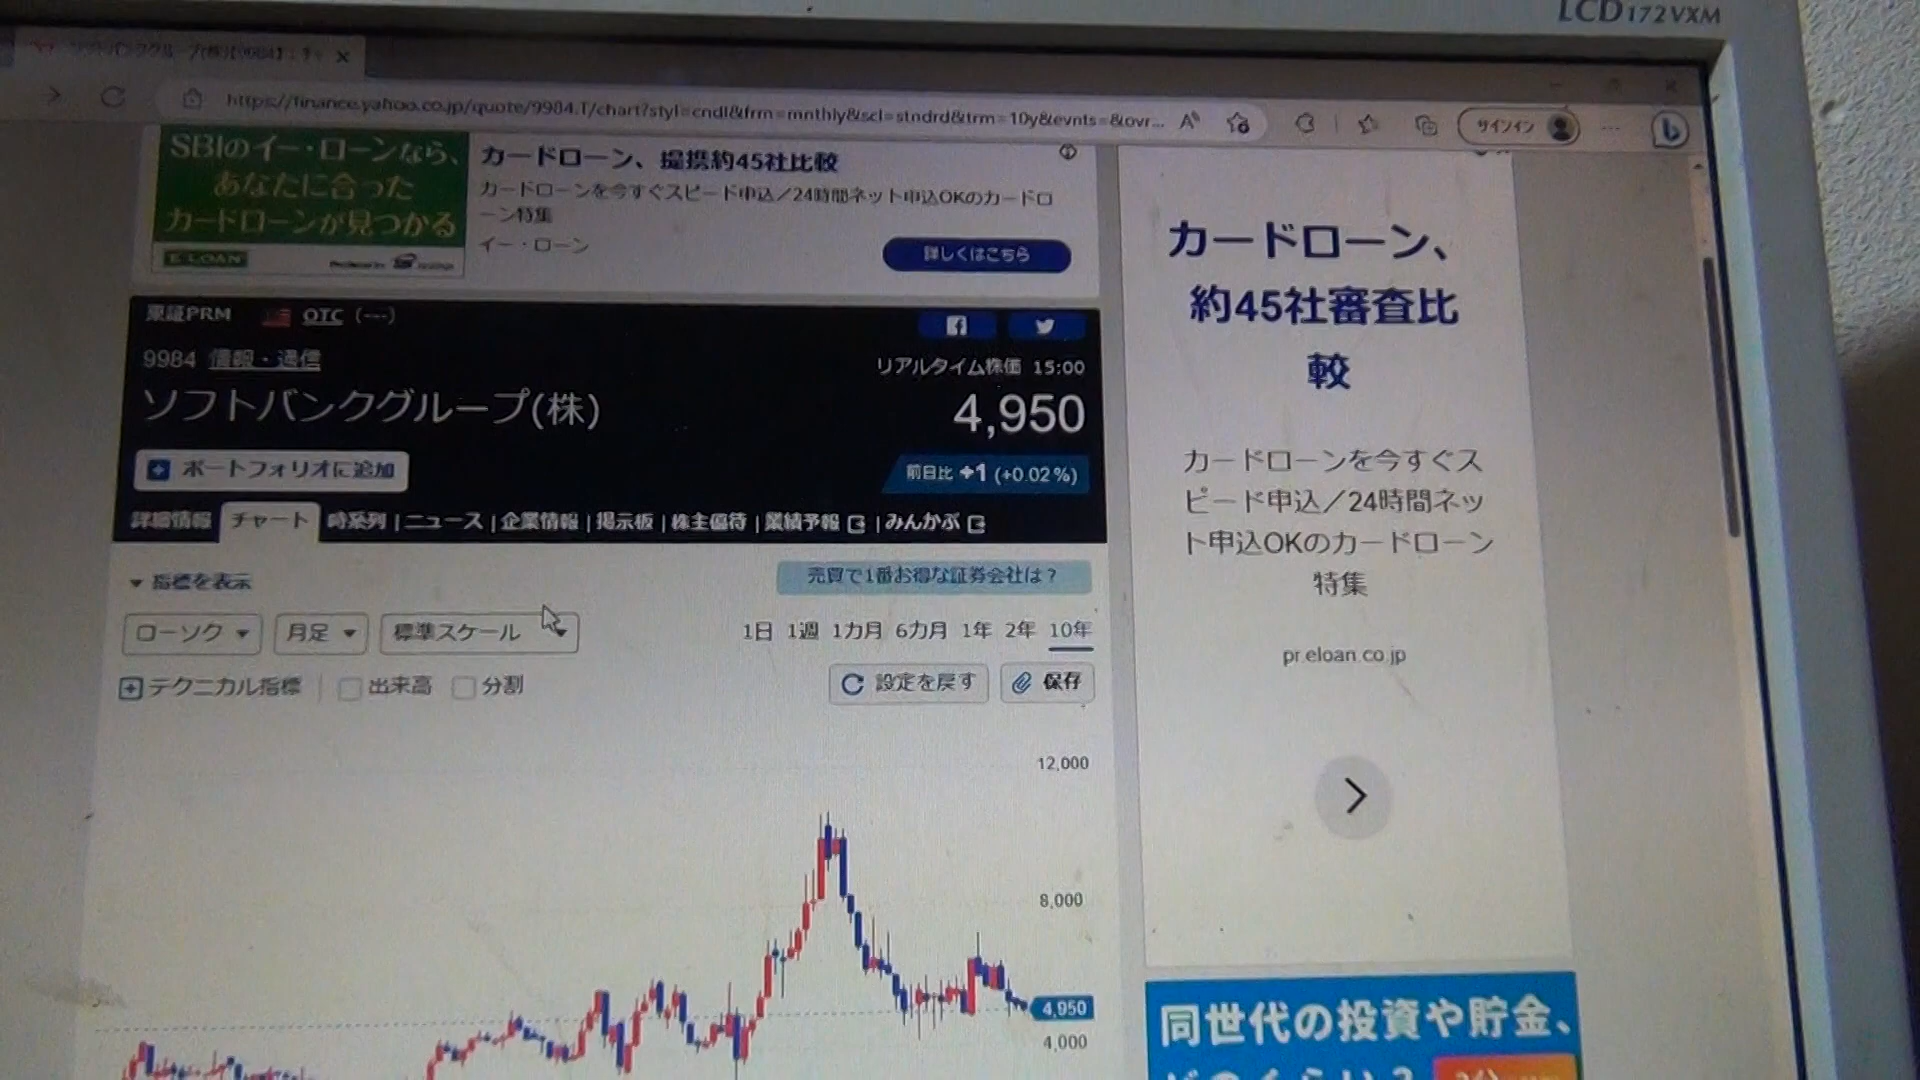 LCD172VXM
https://finance.yahoo.co.jp/quote/9984.T/chart?styl=cndl&frm=mnthly&scl=stndrd&trm=10y&evnts=&ovr...
サインイン
SBIのイー・ローンなら、
あなたに合った
カードローンが見つかる
E LOAN
カードローン、提携約45社比較
カードローンを今すぐスピード申込／24時間ネット申込OKのカードロ
ーン特集
イー・ローン
詳しくはこちら
東証PRM OTC (---)
9984 情報・通信
リアルタイム株価 15:00
ソフトバンクグループ(株)
4,950
ポートフォリオに追加
前日比 +1 (+0.02%)
詳細情報 チャート 時系列 | ニュース | 企業情報 | 掲示板 | 株主優待 | 業績予報 | みんかぶ
指標を表示
売買で1番お得な証券会社は？
ローソク 月足 標準スケール
1日 1週 1カ月 6カ月 1年 2年 10年
テクニカル指標 出来高 分割
設定を戻す 保存
12,000
8,000
4,950
4,000
カードローン、
約45社審査比
較
カードローンを今すぐス
ピード申込／24時間ネッ
ト申込OKのカードローン
特集
pr.eloan.co.jp
同世代の投資や貯金、